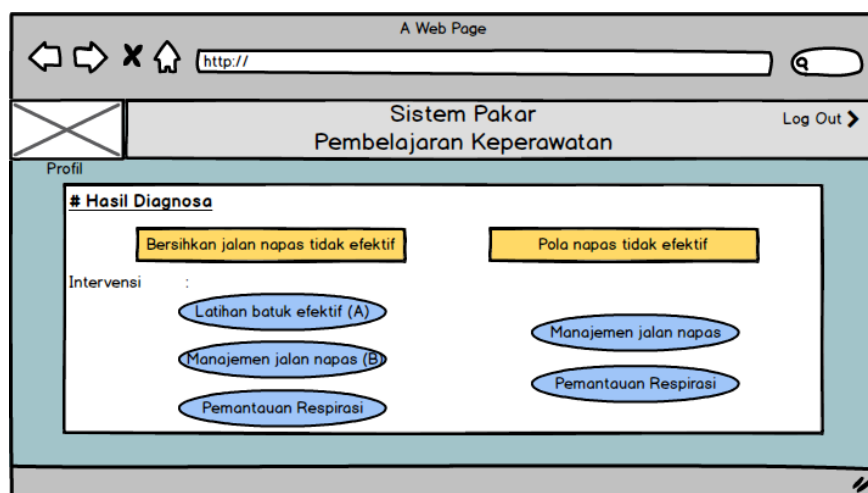 A Web Page
http://
Sistem Pakar
Pembelajaran Keperawatan
Log Out
Profil
# Hasil Diagnosa
Bersihkan jalan napas tidak efektif
Pola napas tidak efektif
Intervensi :
Latihan batuk efektif (A)
Manajemen jalan napas (B)
Pemantauan Respirasi
Manajemen jalan napas
Pemantauan Respirasi